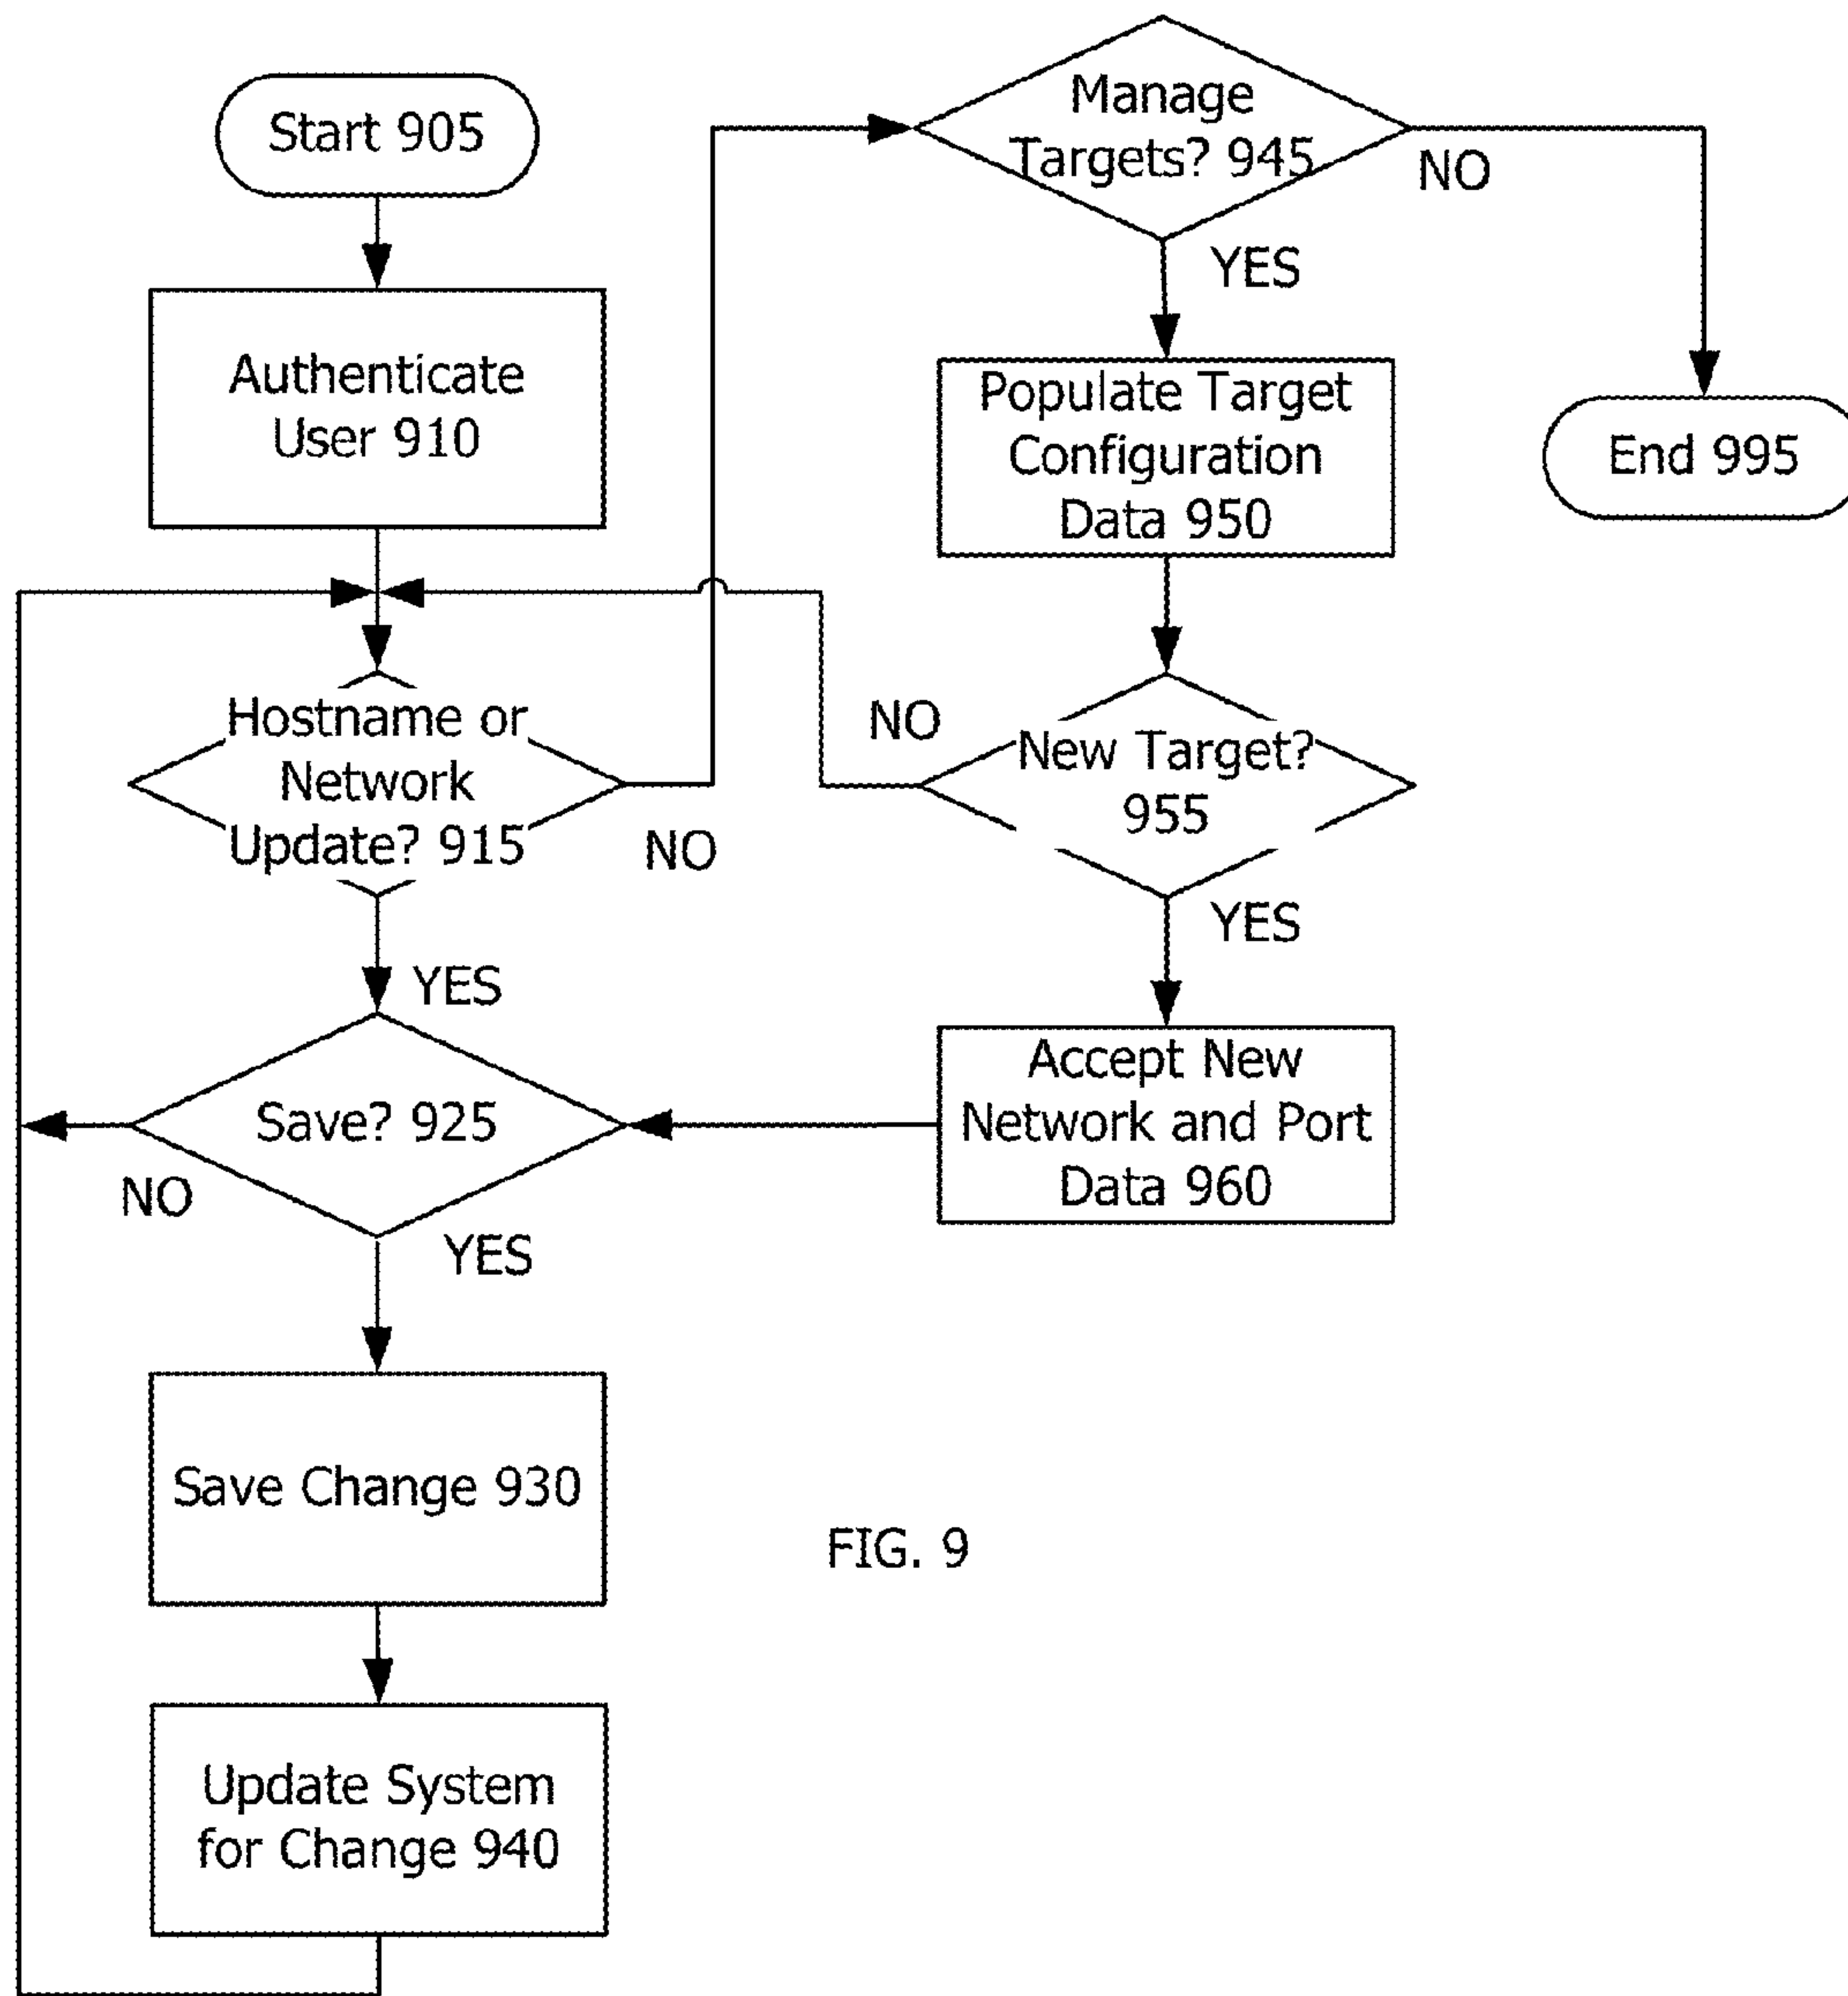 Start 905
Authenticate
User 910
Hostname or
Network
Update? 915
NO
YES
Save? 925
NO
YES
Save Change 930
Update System
for Change 940
Manage
Targets? 945
NO
YES
Populate Target
Configuration
Data 950
End 995
NO
New Target?
955
YES
Accept New
Network and Port
Data 960
FIG. 9